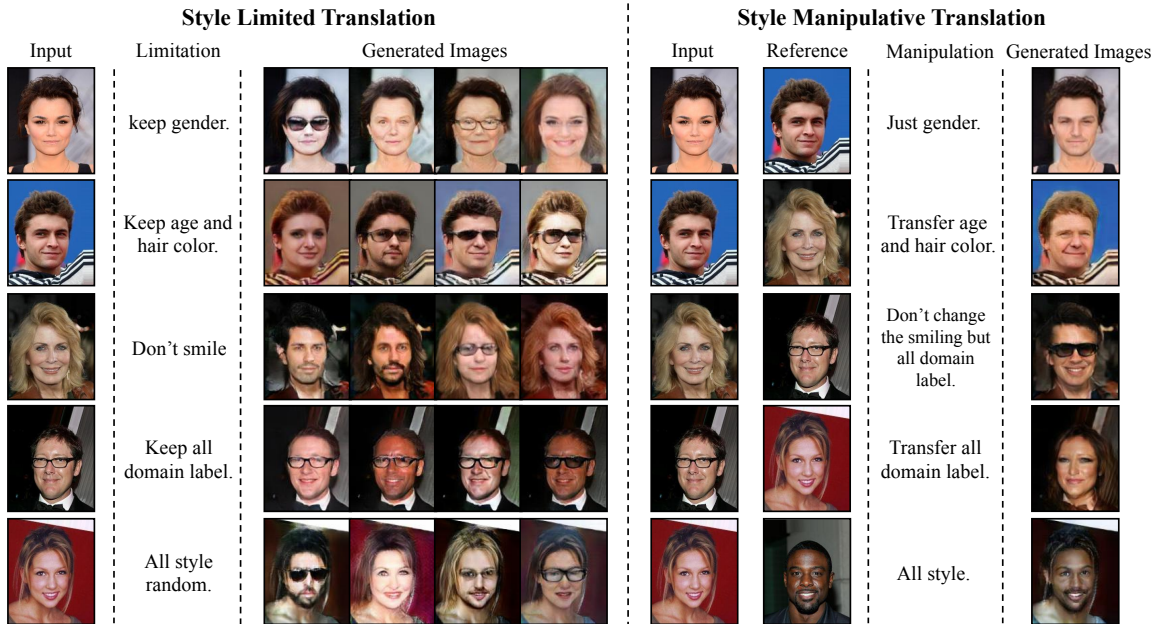 Style Limited Translation
Input
Limitation
Generated Images
keep gender.
Keep age and
hair color.
Don't smile
Keep all
domain label.
All style
random.
Style Manipulative Translation
Input
Reference
Manipulation
Generated Images
Just gender.
Transfer age
and hair color.
Don't change
the smiling but
all domain
label.
Transfer all
domain label.
All style.